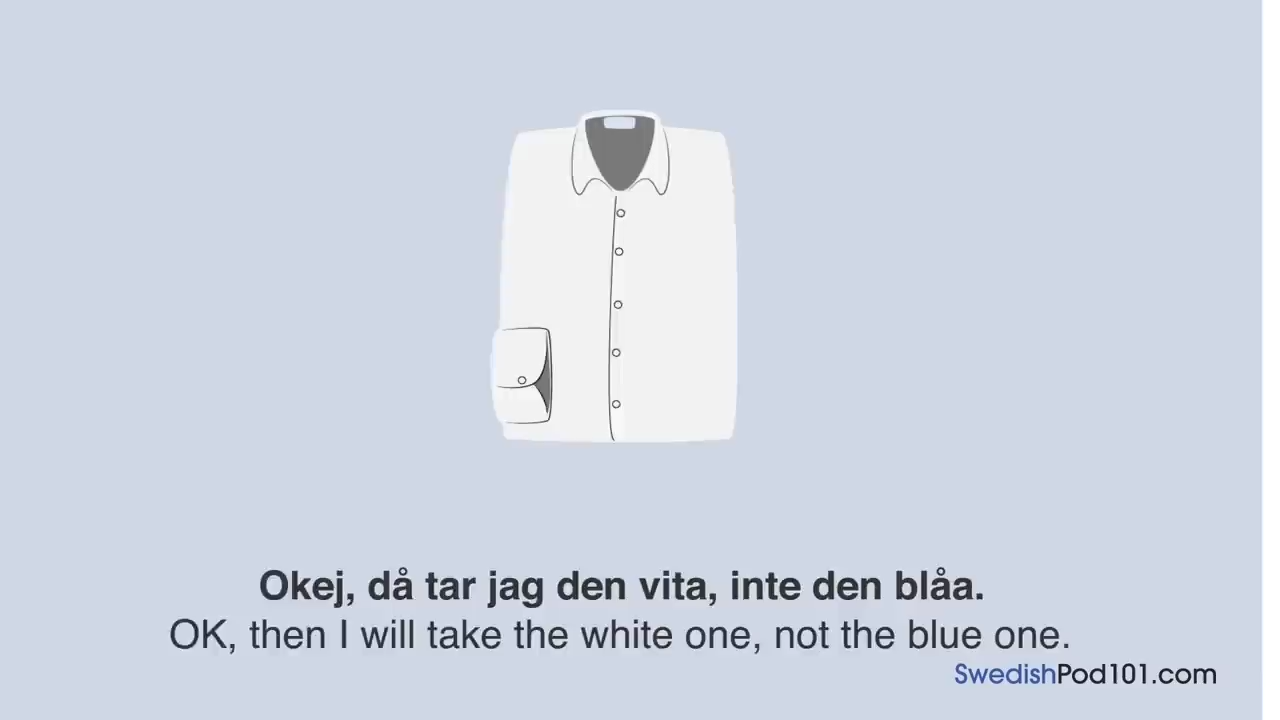 Okej, då tar jag den vita, inte den blåa.
OK, then I will take the white one, not the blue one.
SwedishPod101.com